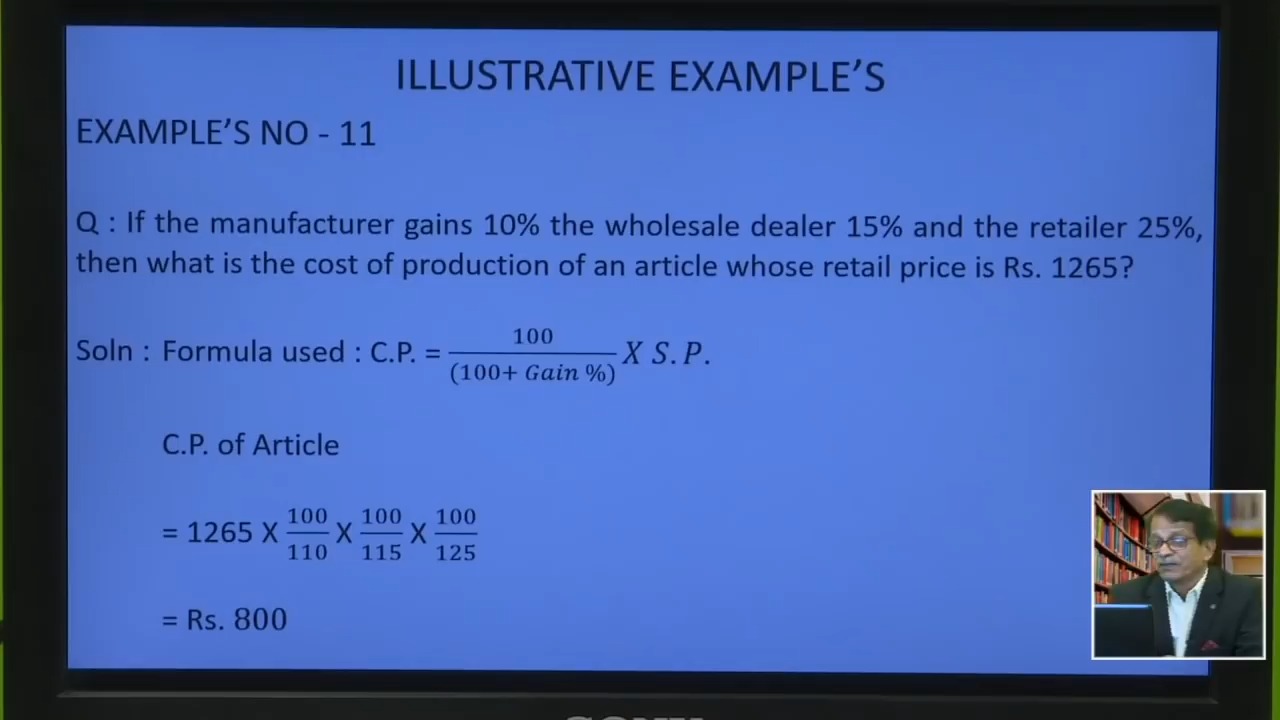 ILLUSTRATIVE EXAMPLE'S
EXAMPLE'S NO - 11
Q : If the manufacturer gains 10% the wholesale dealer 15% and the retailer 25%,
then what is the cost of production of an article whose retail price is Rs. 1265?
Soln : Formula used : C.P. = 100 / (100+ Gain %) X S.P.
C.P. of Article
= 1265 X 100/110 X 100/115 X 100/125
= Rs. 800